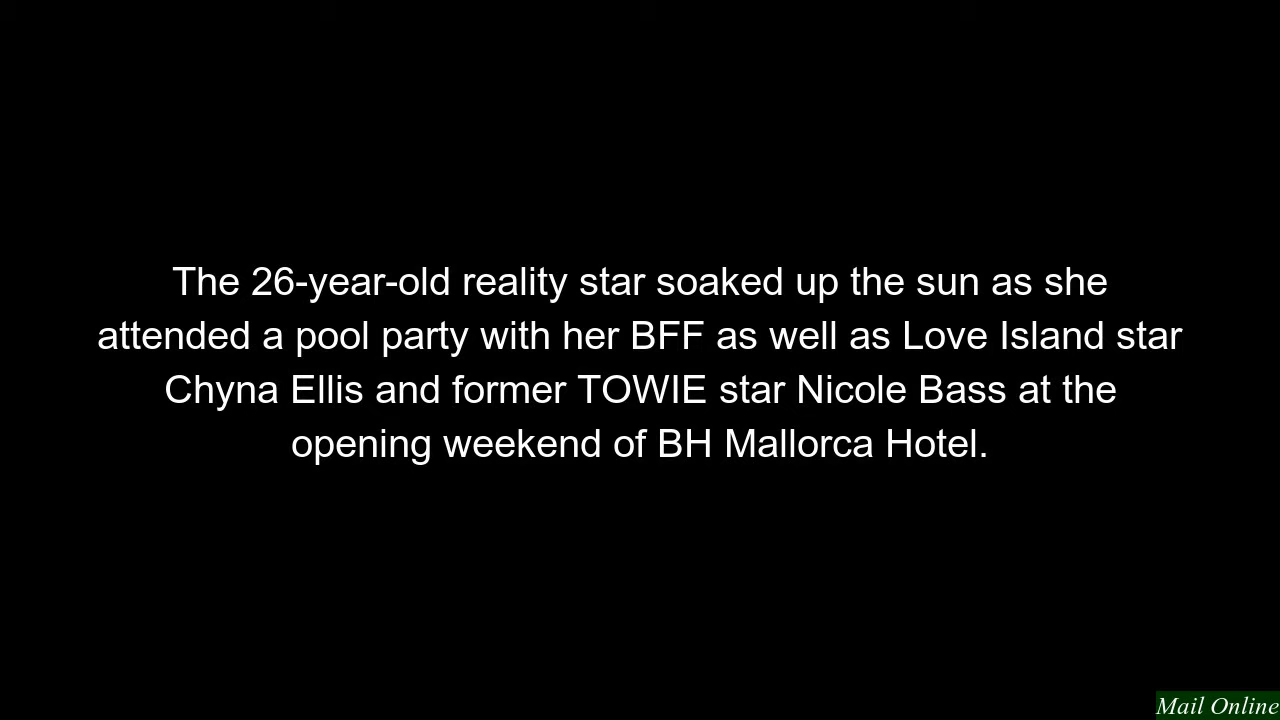 The 26-year-old reality star soaked up the sun as she
attended a pool party with her BFF as well as Love Island star
Chyna Ellis and former TOWIE star Nicole Bass at the
opening weekend of BH Mallorca Hotel.
Mail Online